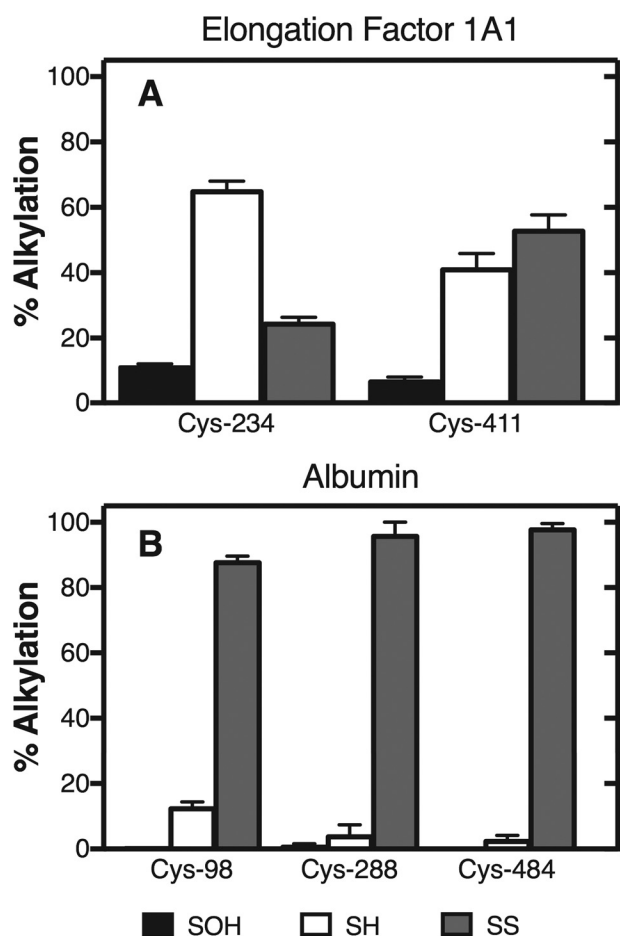 Elongation Factor 1A1
A
% Alkylation
100
80
60
40
20
0
Cys-234 Cys-411
Albumin
B
% Alkylation
100
80
60
40
20
0
Cys-98 Cys-288 Cys-484
SOH SH SS